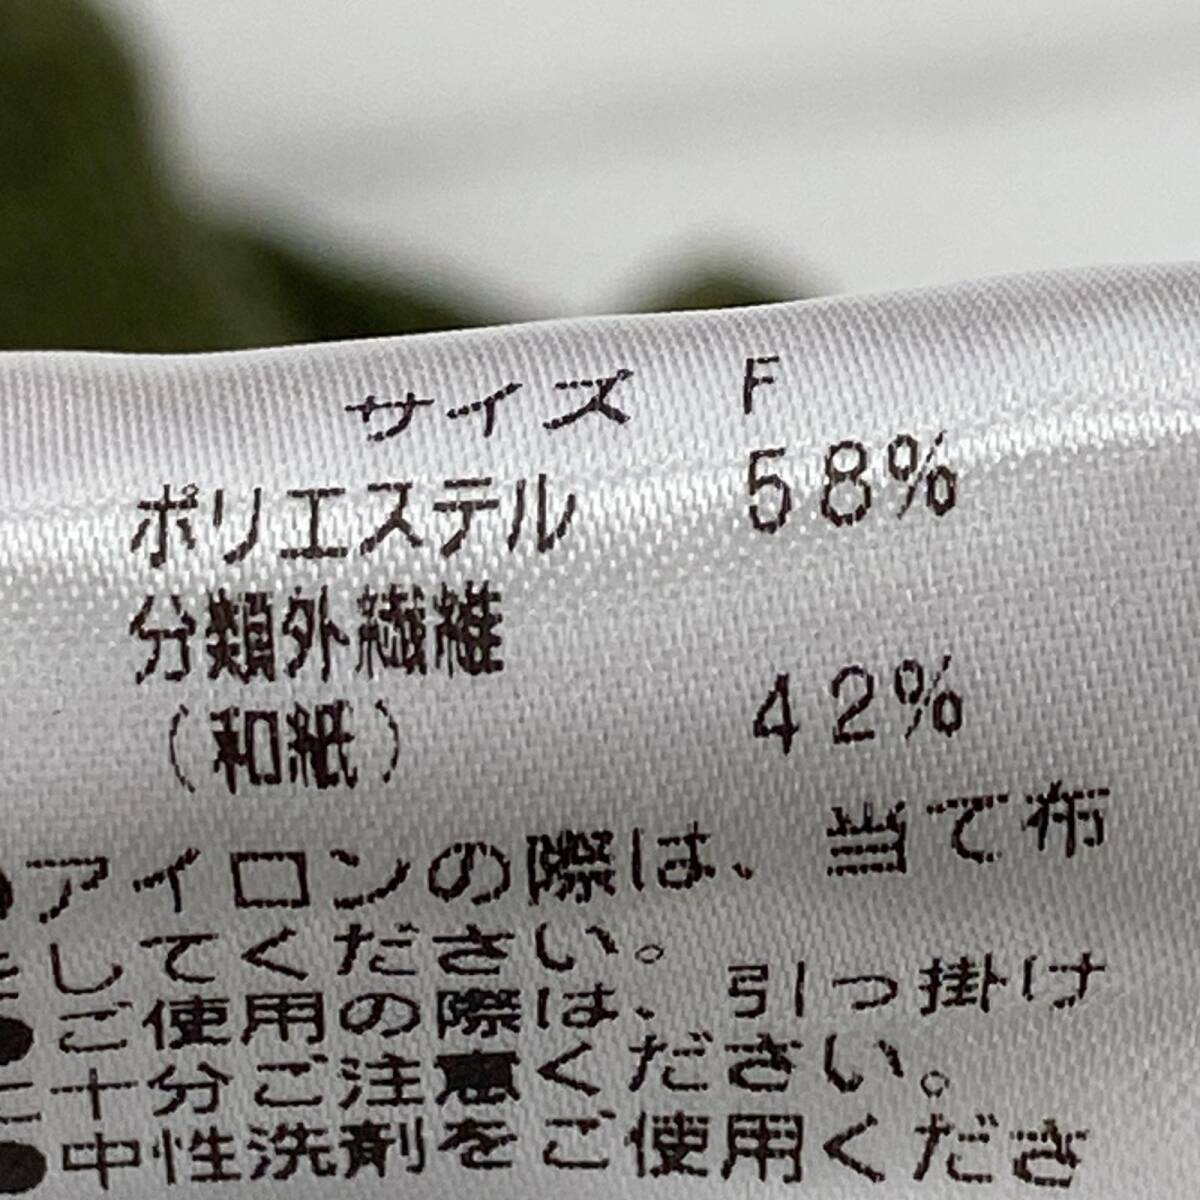 サイズ F
ポリエステル 58%
分類外繊維
(和紙) 42%
●アイロンの際は、当て布
をしてください。
●ご使用の際は、引っ掛け
に十分ご注意ください。
●中性洗剤をご使用くださ